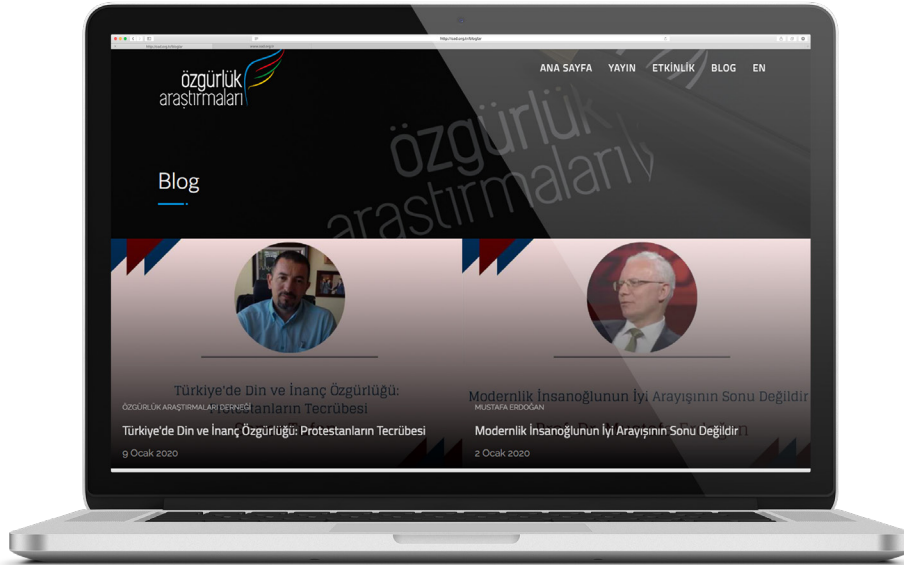 özgürlük
araştırmaları
ANA SAYFA YAYIN ETKİNLİK BLOG EN
özgürlük
araştırmaları
Blog
Türkiye'de Din ve İnanç Özgürlüğü:
Protestanların Tecrübesi
ÖZGÜRLÜK ARAŞTIRMALARI DERNEĞİ
Türkiye'de Din ve İnanç Özgürlüğü: Protestanların Tecrübesi
9 Ocak 2020
Modernlik İnsanoğlunun İyi Arayışının Sonu Değildir
MUSTAFA ERDOĞAN
Modernlik İnsanoğlunun İyi Arayışının Sonu Değildir
2 Ocak 2020